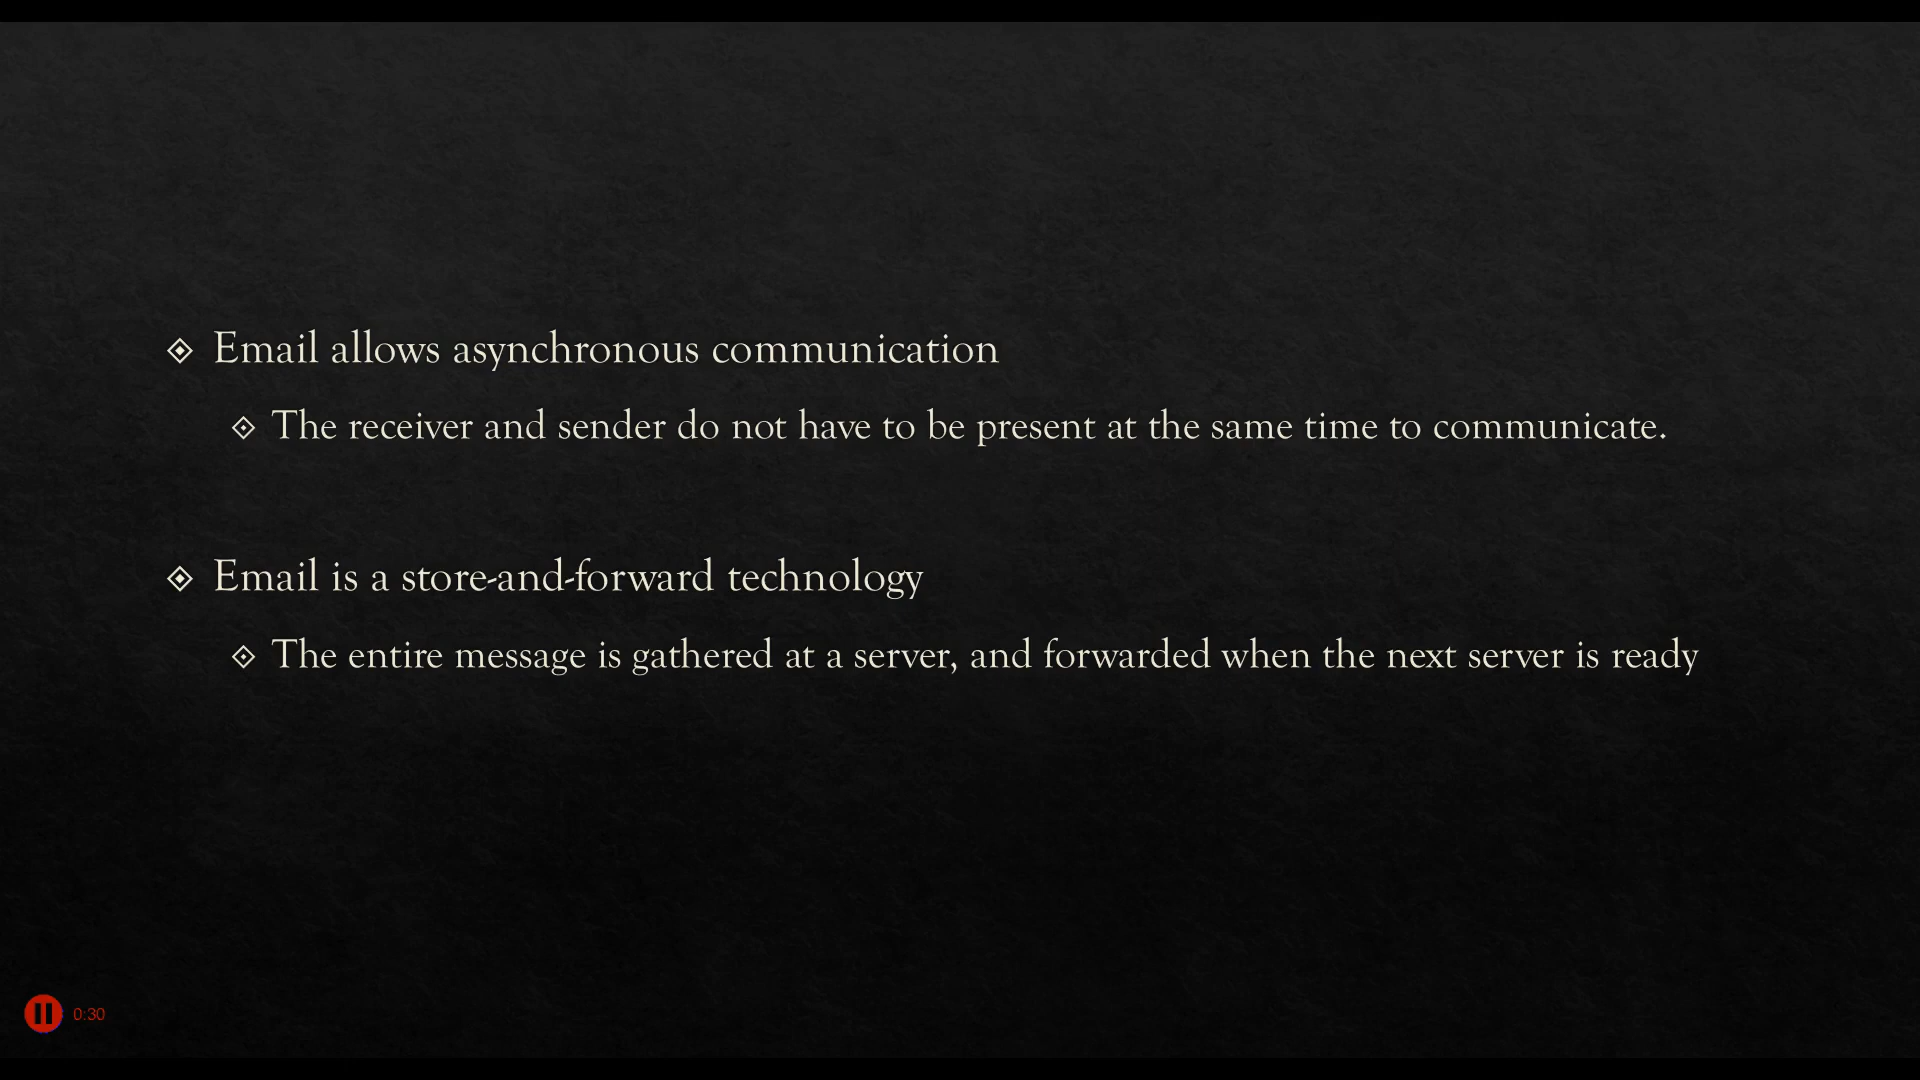 Email allows asynchronous communication
The receiver and sender do not have to be present at the same time to communicate.
Email is a store-and-forward technology
The entire message is gathered at a server, and forwarded when the next server is ready
0:30